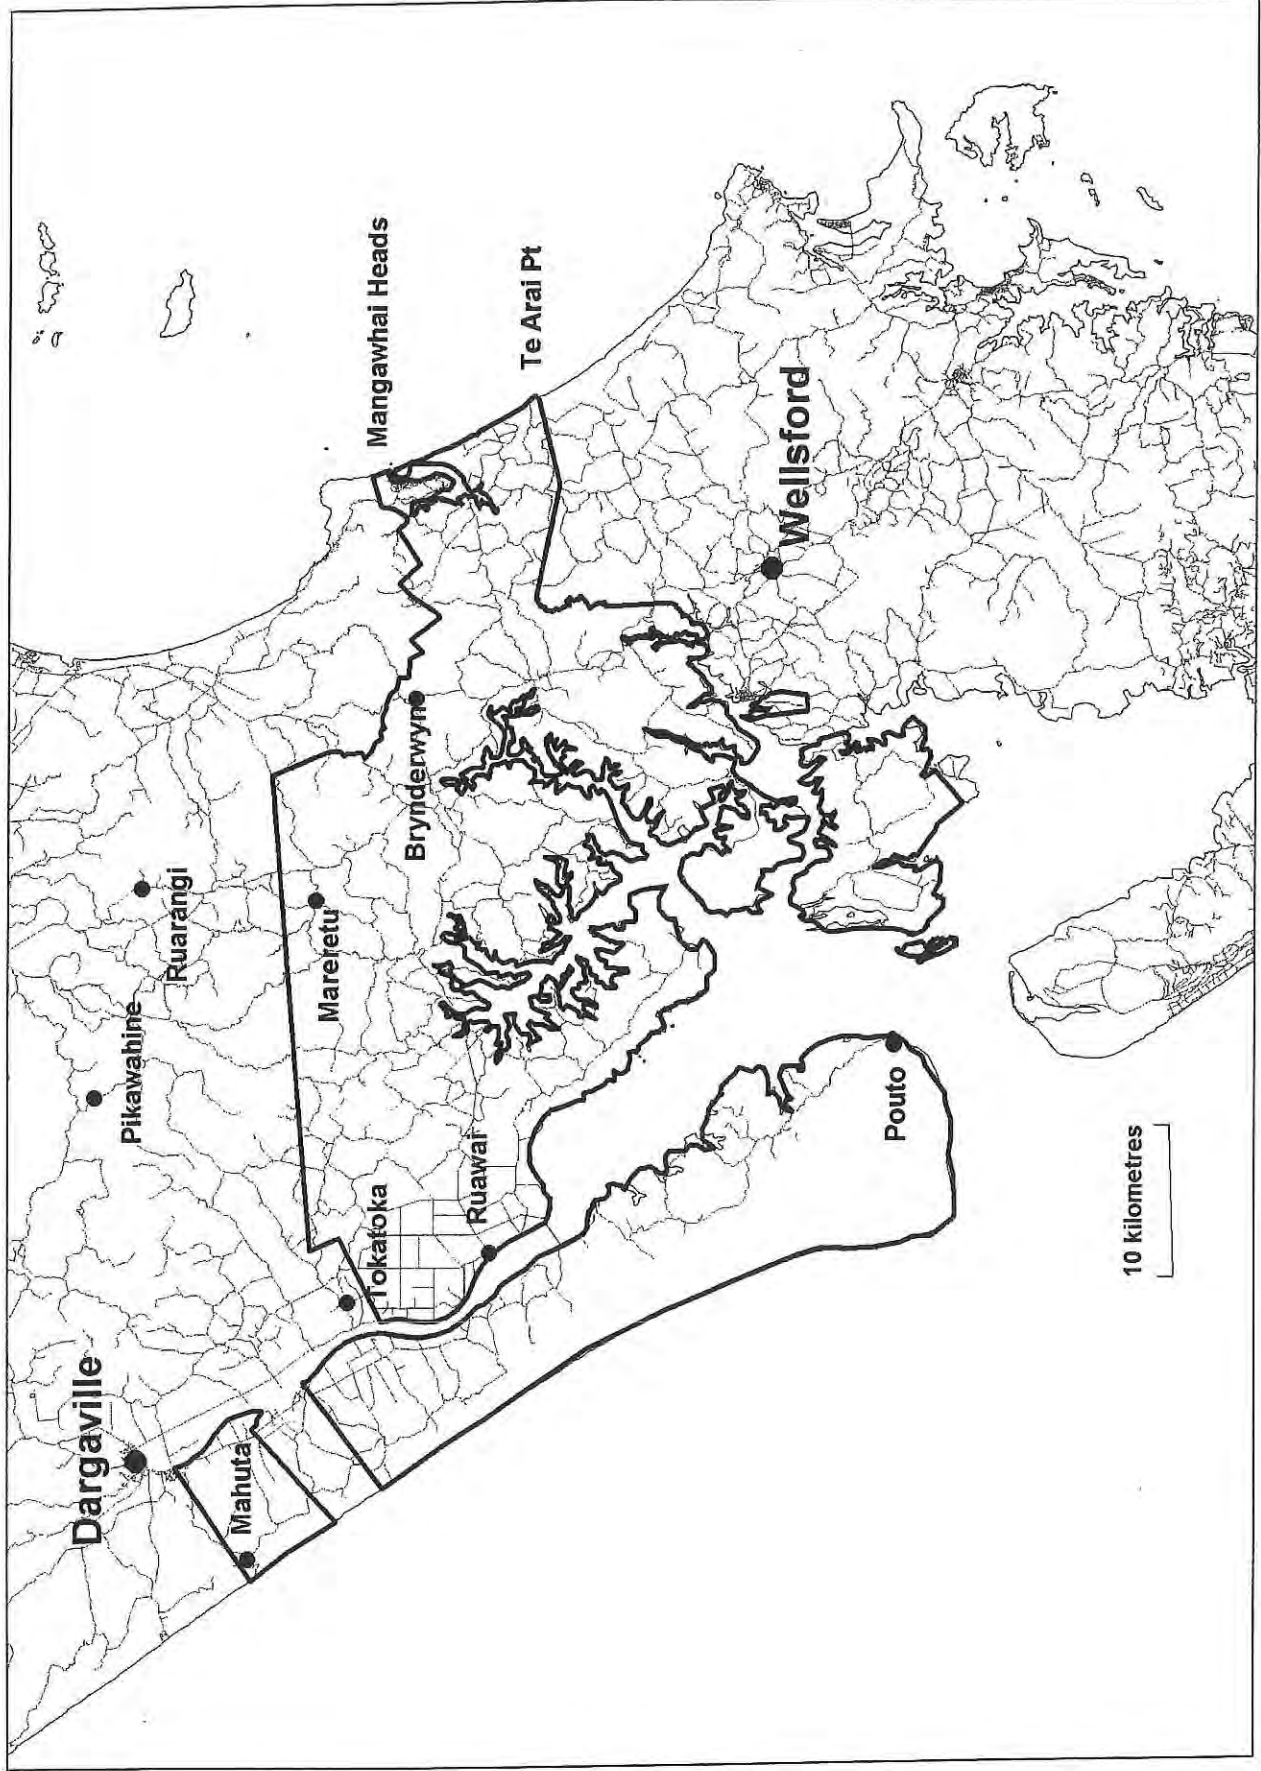 Dargaville
Mahuta
Tokatoka
Ruawai
Pikawahine
Ruarangi
Mareretu
Brynderwyn
Mangawhai Heads
Te Arai Pt
Wellsford
Pouto
10 kilometres